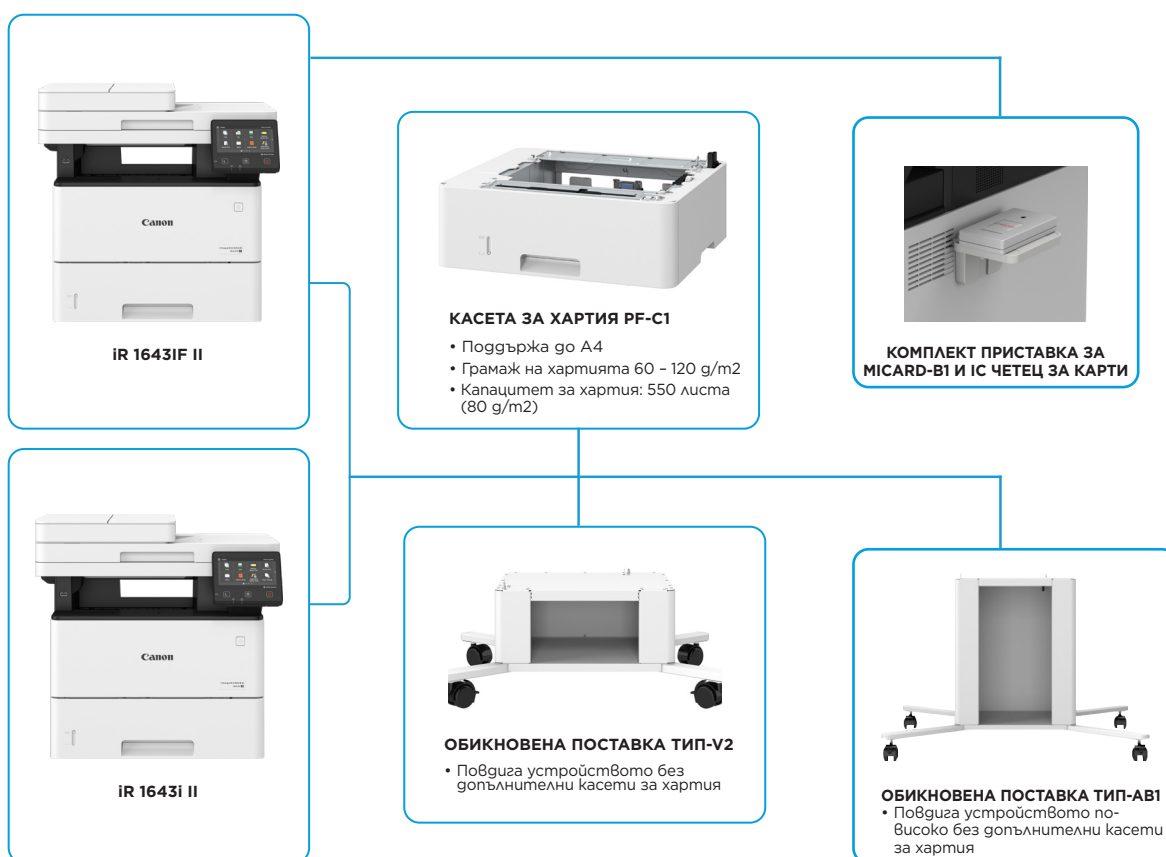 Canon
iR 1643IF II
КАСЕТА ЗА ХАРТИЯ PF-C1
• Поддържа до A4
• Грамаж на хартията 60 – 120 g/m2
• Капацитет за хартия: 550 листа
(80 g/m2)
КОМПЛЕКТ ПРИСТАВКА ЗА
MICARD-B1 И IC ЧЕТЕЦ ЗА КАРТИ
Canon
iR 1643i II
ОБИКНОВЕНА ПОСТАВКА ТИП-V2
• Повдига устройството без
допълнителни касети за хартия
ОБИКНОВЕНА ПОСТАВКА ТИП-AB1
• Повдига устройството по-
високо без допълнителни касети
за хартия